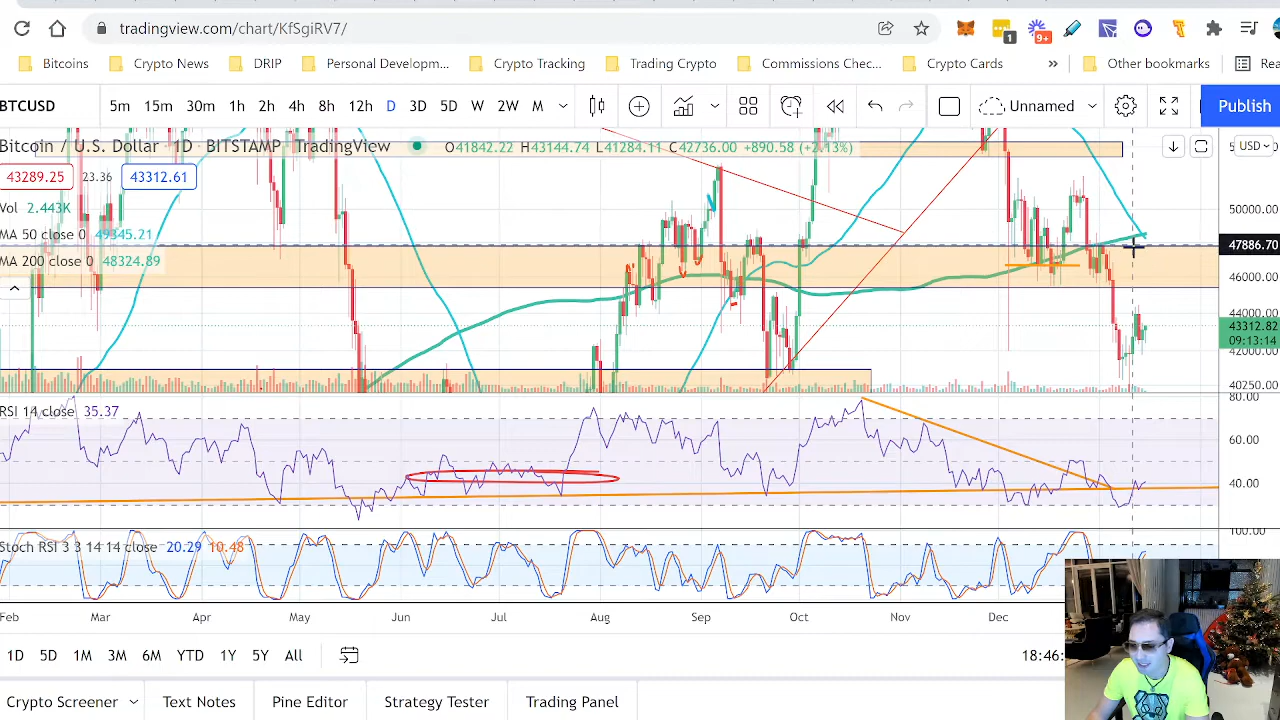 tradingview.com/chart/KfSgiRV7/
1
9+
Bitcoins
Crypto News
DRIP
Personal Developm...
Crypto Tracking
Trading Crypto
Commissions Chec...
Crypto Cards
»
Other bookmarks
Rea
BTCUSD
5m 15m 30m 1h 2h 4h 8h 12h D 3D 5D W 2W M
Unnamed
Publish
Bitcoin / U.S. Dollar · 1D · BITSTAMP · TradingView
O41842.22 H43144.74 L41284.11 C42736.00 +890.58 (+2.13%)
USD
43289.25 23.36 43312.61
Vol 2.443K
50000.00
MA 50 close 0 49345.21
47886.70
MA 200 close 0 48324.89
46000.00
44000.00
43312.82
09:13:14
42000.00
40250.00
80.00
RSI 14 close 35.37
60.00
40.00
100.00
Stoch RSI 3 3 14 14 close 20.29 10.48
Feb Mar Apr May Jun Jul Aug Sep Oct Nov Dec
1D 5D 1M 3M 6M YTD 1Y 5Y All
18:46:
Crypto Screener
Text Notes
Pine Editor
Strategy Tester
Trading Panel